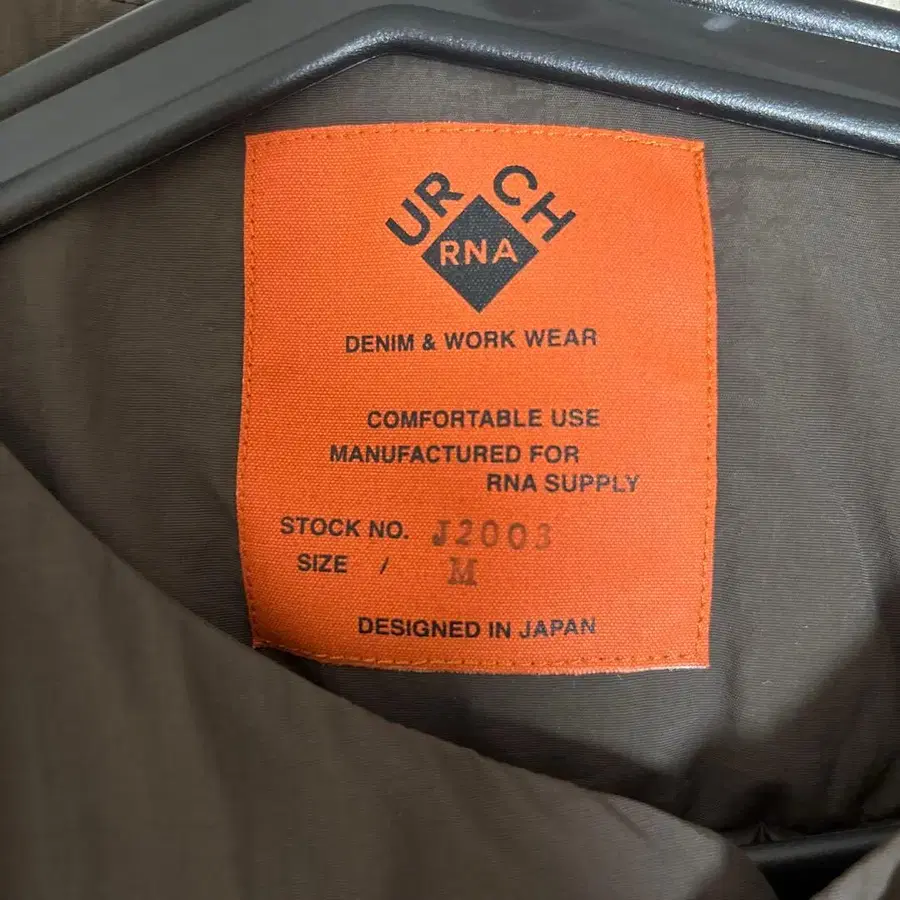 UR CH
RNA
DENIM & WORK WEAR
COMFORTABLE USE
MANUFACTURED FOR
RNA SUPPLY
STOCK NO. J2003
SIZE / M
DESIGNED IN JAPAN